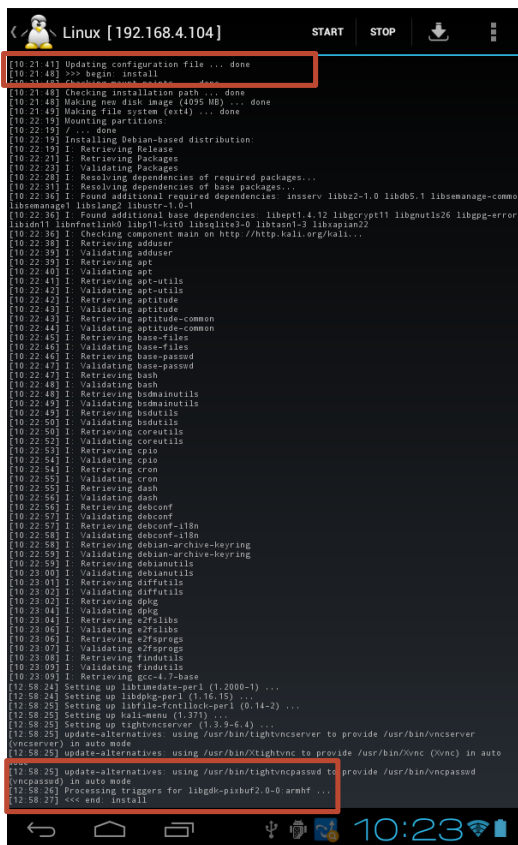 Linux [192.168.4.104]
START
STOP
[10:21:41] Updating configuration file ... done
[10:21:48] >>> begin: install
[10:21:48] Checking mount points ... done
[10:21:48] Checking installation path ... done
[10:21:48] Making new disk image (4095 MB) ... done
[10:21:49] Making file system (ext4) ... done
[10:22:19] Mounting partitions:
[10:22:19] / ... done
[10:22:19] Installing Debian-based distribution:
[10:22:19] I: Retrieving Release
[10:22:21] I: Retrieving Packages
[10:22:23] I: Validating Packages
[10:22:28] I: Resolving dependencies of required packages...
[10:22:31] I: Resolving dependencies of base packages...
[10:22:36] I: Found additional required dependencies: insserv libbz2-1.0 libdb5.1 libsemanage-commo
libsemanage1 libslang2 libustr-1.0-1
[10:22:36] I: Found additional base dependencies: libept1.4.12 libgcrypt11 libgnutls26 libgpg-error
libidn11 libnfnetlink0 libp11-kit0 libsqlite3-0 libtasn1-3 libxapian22
[10:22:36] I: Checking component main on http://http.kali.org/kali...
[10:22:38] I: Retrieving adduser
[10:22:39] I: Validating adduser
[10:22:39] I: Retrieving apt
[10:22:40] I: Validating apt
[10:22:41] I: Retrieving apt-utils
[10:22:42] I: Validating apt-utils
[10:22:42] I: Retrieving aptitude
[10:22:43] I: Validating aptitude
[10:22:43] I: Retrieving aptitude-common
[10:22:44] I: Validating aptitude-common
[10:22:45] I: Retrieving base-files
[10:22:46] I: Validating base-files
[10:22:46] I: Retrieving base-passwd
[10:22:47] I: Validating base-passwd
[10:22:47] I: Retrieving bash
[10:22:48] I: Validating bash
[10:22:48] I: Retrieving bsdmainutils
[10:22:49] I: Validating bsdmainutils
[10:22:49] I: Retrieving bsdutils
[10:22:50] I: Validating bsdutils
[10:22:50] I: Retrieving coreutils
[10:22:52] I: Validating coreutils
[10:22:53] I: Retrieving cpio
[10:22:54] I: Validating cpio
[10:22:54] I: Retrieving cron
[10:22:55] I: Validating cron
[10:22:55] I: Retrieving dash
[10:22:56] I: Validating dash
[10:22:56] I: Retrieving debconf
[10:22:57] I: Validating debconf
[10:22:57] I: Retrieving debconf-i18n
[10:22:58] I: Validating debconf-i18n
[10:22:58] I: Retrieving debian-archive-keyring
[10:22:59] I: Validating debian-archive-keyring
[10:22:59] I: Retrieving debianutils
[10:23:00] I: Validating debianutils
[10:23:01] I: Retrieving diffutils
[10:23:02] I: Validating diffutils
[10:23:02] I: Retrieving dpkg
[10:23:04] I: Validating dpkg
[10:23:04] I: Retrieving e2fslibs
[10:23:06] I: Validating e2fslibs
[10:23:06] I: Retrieving e2fsprogs
[10:23:07] I: Validating e2fsprogs
[10:23:08] I: Retrieving findutils
[10:23:09] I: Validating findutils
[10:23:09] I: Retrieving gcc-4.7-base
[12:58:24] Setting up libtimedate-perl (1.2000-1) ...
[12:58:24] Setting up libdpkg-perl (1.16.15) ...
[12:58:25] Setting up libfile-fcntllock-perl (0.14-2) ...
[12:58:25] Setting up kali-menu (1.371) ...
[12:58:25] Setting up tightvncserver (1.3.9-6.4) ...
[12:58:25] update-alternatives: using /usr/bin/tightvncserver to provide /usr/bin/vncserver
(vncserver) in auto mode
[12:58:25] update-alternatives: using /usr/bin/Xtightvnc to provide /usr/bin/Xvnc (Xvnc) in auto
mode
[12:58:25] update-alternatives: using /usr/bin/tightvncpasswd to provide /usr/bin/vncpasswd
(vncpasswd) in auto mode
[12:58:26] Processing triggers for libgdk-pixbuf2.0-0:armhf ...
[12:58:27] <<< end: install
10:23